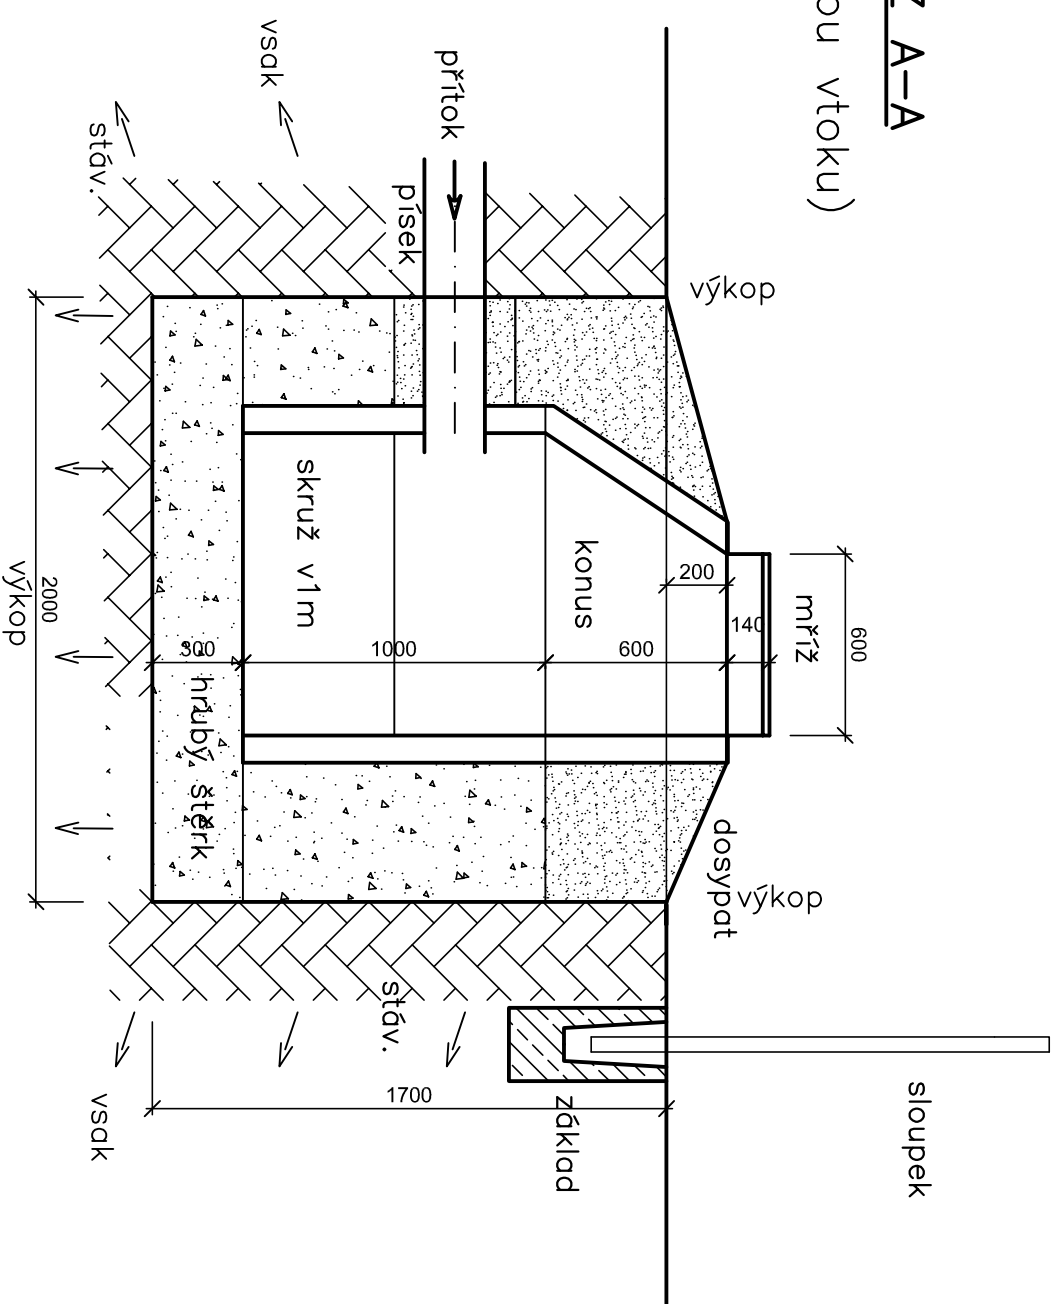 Z A-A
ou vtoku)
sloupek
600
mříž
140
200
výkop
dosypat
výkop
konus
základ
600
1000
300
1700
přítok
písek
stáv.
skruž v1m
vsak
hrubý štěrk
stáv.
vsak
2000
výkop